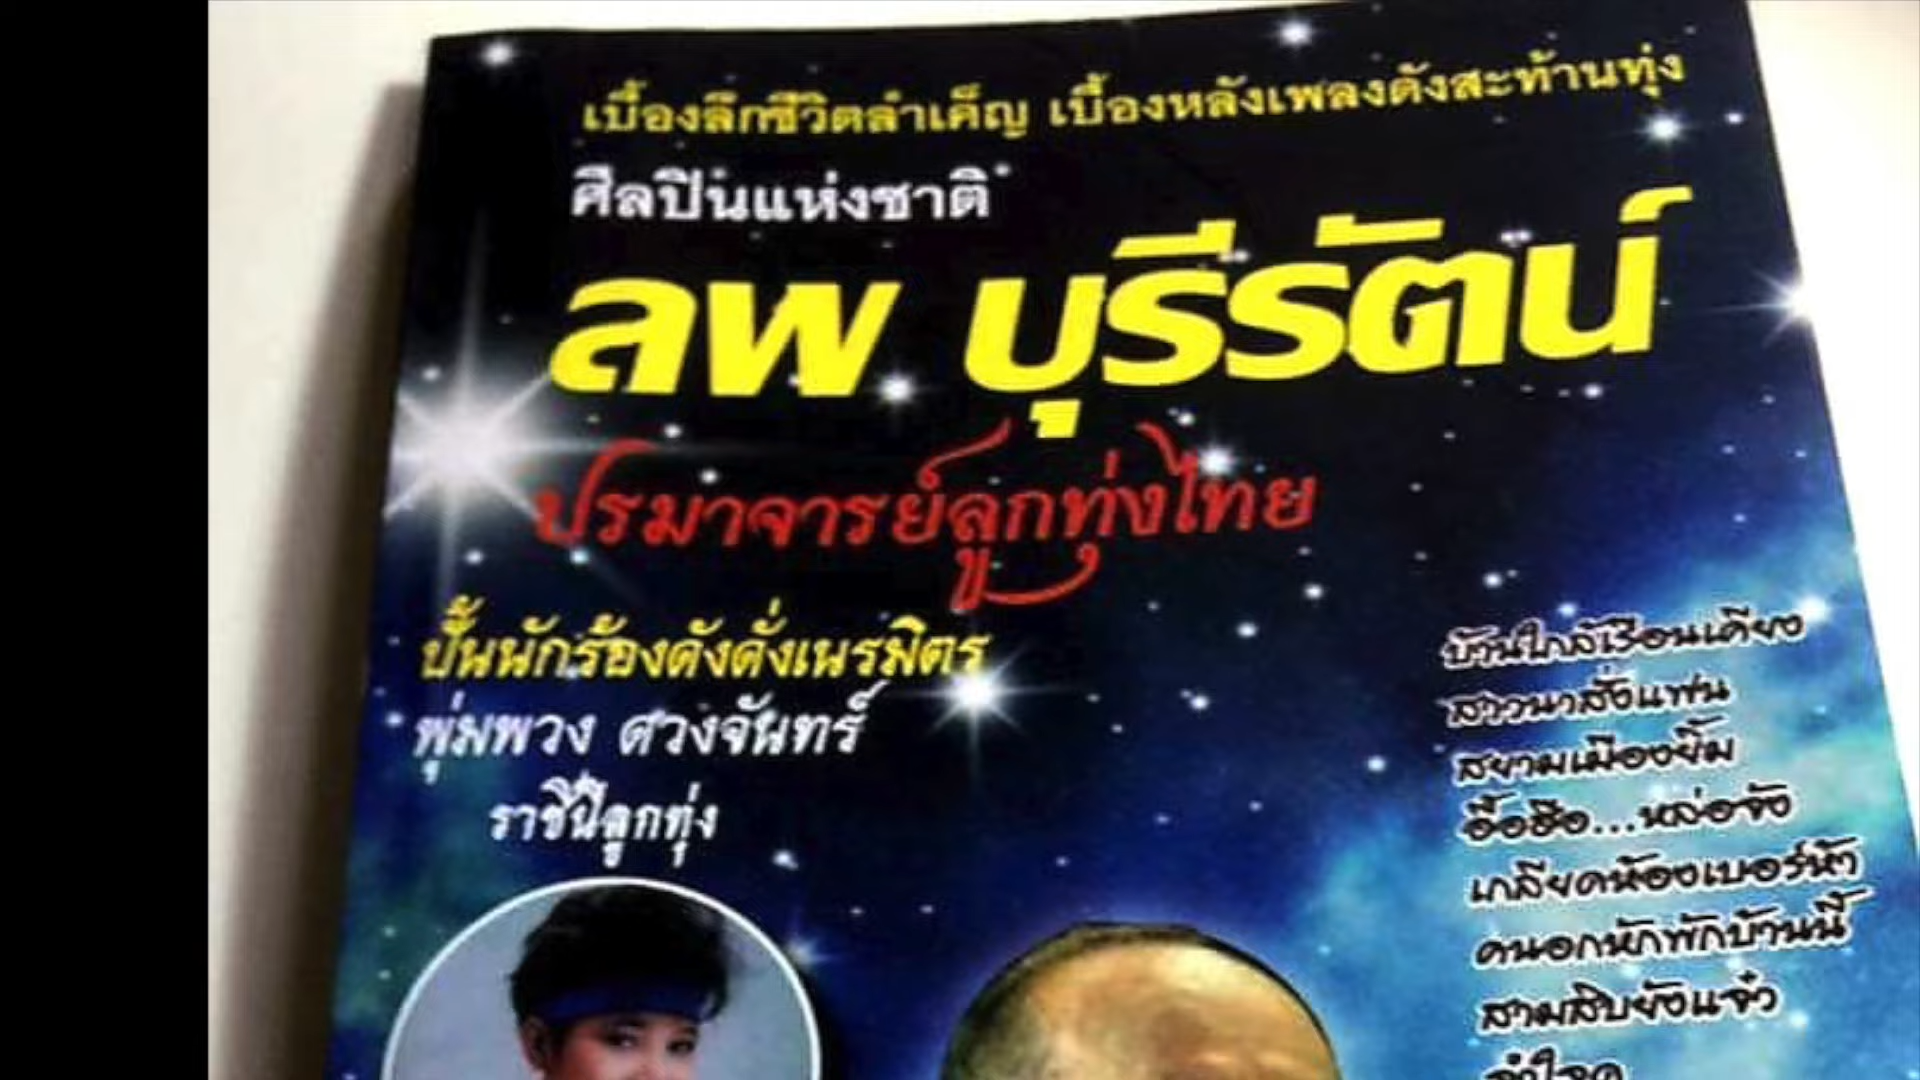 เบื้องลึกชีวิตลำเค็ญ เบื้องหลังเพลงดังสะท้านทุ่ง
ศิลปินแห่งชาติ
ลพ บุรีรัตน์
ปรมาจารย์ลูกทุ่งไทย
ปั้นนักร้องดังดั่งเนรมิตร
พุ่มพวง ดวงจันทร์
ราชินีลูกทุ่ง
บ้านใกล้เรือนเคียง
สาวนาสั่งแฟน
สยามเมืองยิ้ม
อื้อฮือ...หล่อจัง
เกลียดห้องเบอร์ห้า
คนอกหักพักบ้านนี้
สามสิบยังแจ๋ว